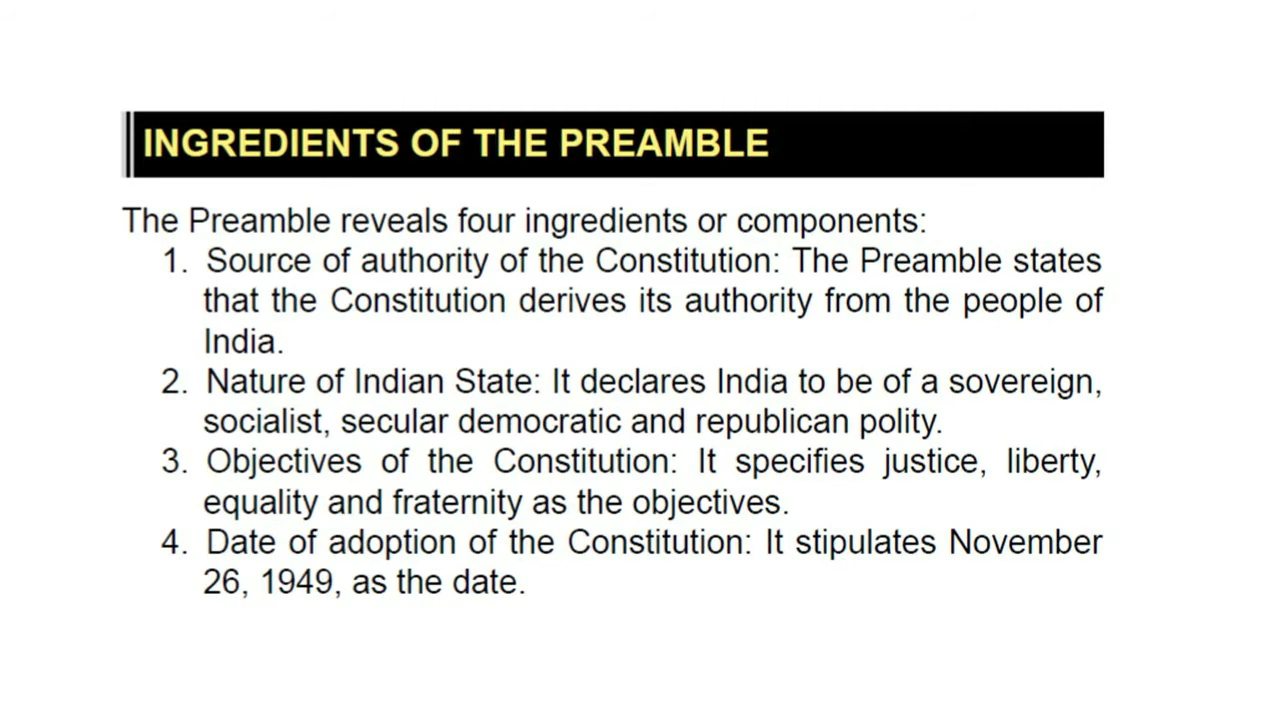 INGREDIENTS OF THE PREAMBLE
The Preamble reveals four ingredients or components:
1. Source of authority of the Constitution: The Preamble states
that the Constitution derives its authority from the people of
India.
2. Nature of Indian State: It declares India to be of a sovereign,
socialist, secular democratic and republican polity.
3. Objectives of the Constitution: It specifies justice, liberty,
equality and fraternity as the objectives.
4. Date of adoption of the Constitution: It stipulates November
26, 1949, as the date.